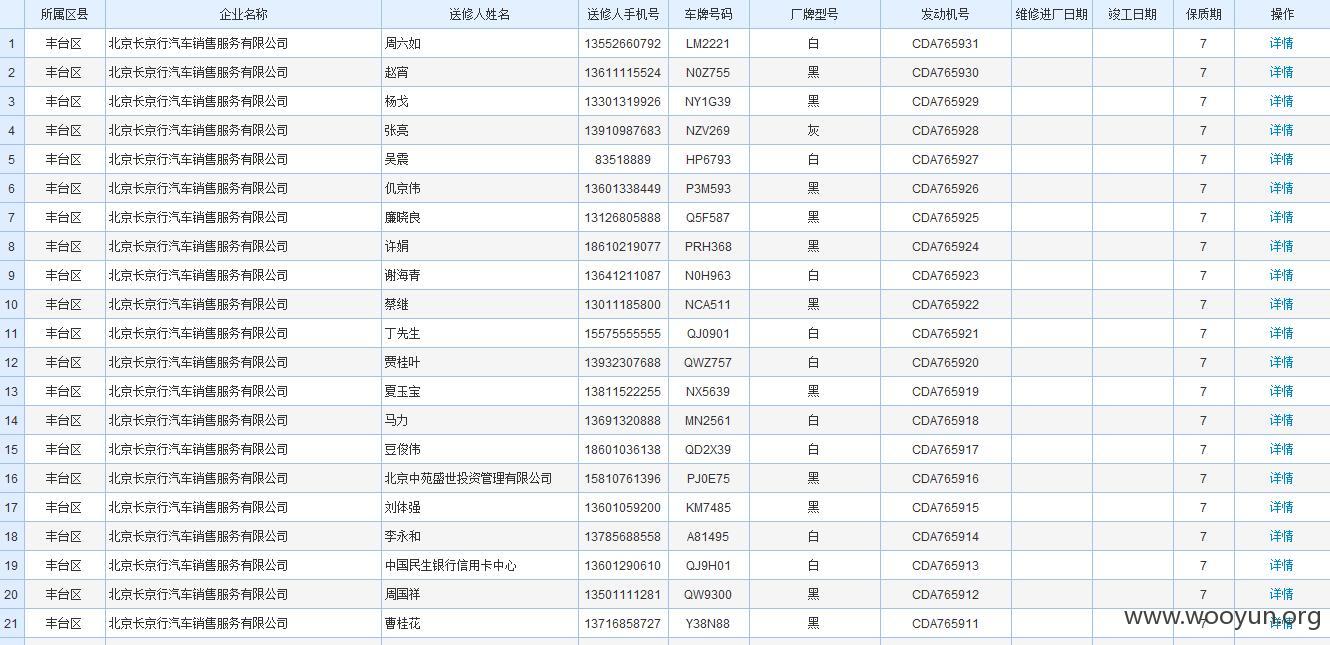 所属区县 企业名称 送修人姓名 送修人手机号 车牌号码 厂牌型号 发动机号 维修进厂日期 竣工日期 保质期 操作
1 丰台区 北京长京行汽车销售服务有限公司 周六如 13552660792 LM2221 白 CDA765931 7 详情
2 丰台区 北京长京行汽车销售服务有限公司 赵宵 13611115524 N0Z755 黑 CDA765930 7 详情
3 丰台区 北京长京行汽车销售服务有限公司 杨戈 13301319926 NY1G39 黑 CDA765929 7 详情
4 丰台区 北京长京行汽车销售服务有限公司 张亮 13910987683 NZV269 灰 CDA765928 7 详情
5 丰台区 北京长京行汽车销售服务有限公司 吴震 83518889 HP6793 白 CDA765927 7 详情
6 丰台区 北京长京行汽车销售服务有限公司 仉京伟 13601338449 P3M593 黑 CDA765926 7 详情
7 丰台区 北京长京行汽车销售服务有限公司 廉晓良 13126805888 Q5F587 黑 CDA765925 7 详情
8 丰台区 北京长京行汽车销售服务有限公司 许娟 18610219077 PRH368 黑 CDA765924 7 详情
9 丰台区 北京长京行汽车销售服务有限公司 谢海青 13641211087 N0H963 白 CDA765923 7 详情
10 丰台区 北京长京行汽车销售服务有限公司 蔡继 13011185800 NCA511 黑 CDA765922 7 详情
11 丰台区 北京长京行汽车销售服务有限公司 丁先生 15575555555 QJ0901 白 CDA765921 7 详情
12 丰台区 北京长京行汽车销售服务有限公司 贾桂叶 13932307688 QWZ757 白 CDA765920 7 详情
13 丰台区 北京长京行汽车销售服务有限公司 夏玉宝 13811522255 NX5639 黑 CDA765919 7 详情
14 丰台区 北京长京行汽车销售服务有限公司 马力 13691320888 MN2561 白 CDA765918 7 详情
15 丰台区 北京长京行汽车销售服务有限公司 豆俊伟 18601036138 QD2X39 白 CDA765917 7 详情
16 丰台区 北京长京行汽车销售服务有限公司 北京中苑盛世投资管理有限公司 15810761396 PJ0E75 黑 CDA765916 7 详情
17 丰台区 北京长京行汽车销售服务有限公司 刘体强 13601059200 KM7485 黑 CDA765915 7 详情
18 丰台区 北京长京行汽车销售服务有限公司 李永和 13785688558 A81495 白 CDA765914 7 详情
19 丰台区 北京长京行汽车销售服务有限公司 中国民生银行信用卡中心 13601290610 QJ9H01 白 CDA765913 7 详情
20 丰台区 北京长京行汽车销售服务有限公司 周国祥 13501111281 QW9300 黑 CDA765912 7 详情
21 丰台区 北京长京行汽车销售服务有限公司 曹桂花 13716858727 Y38N88 黑 CDA765911 7 详情
www.wooyun.org